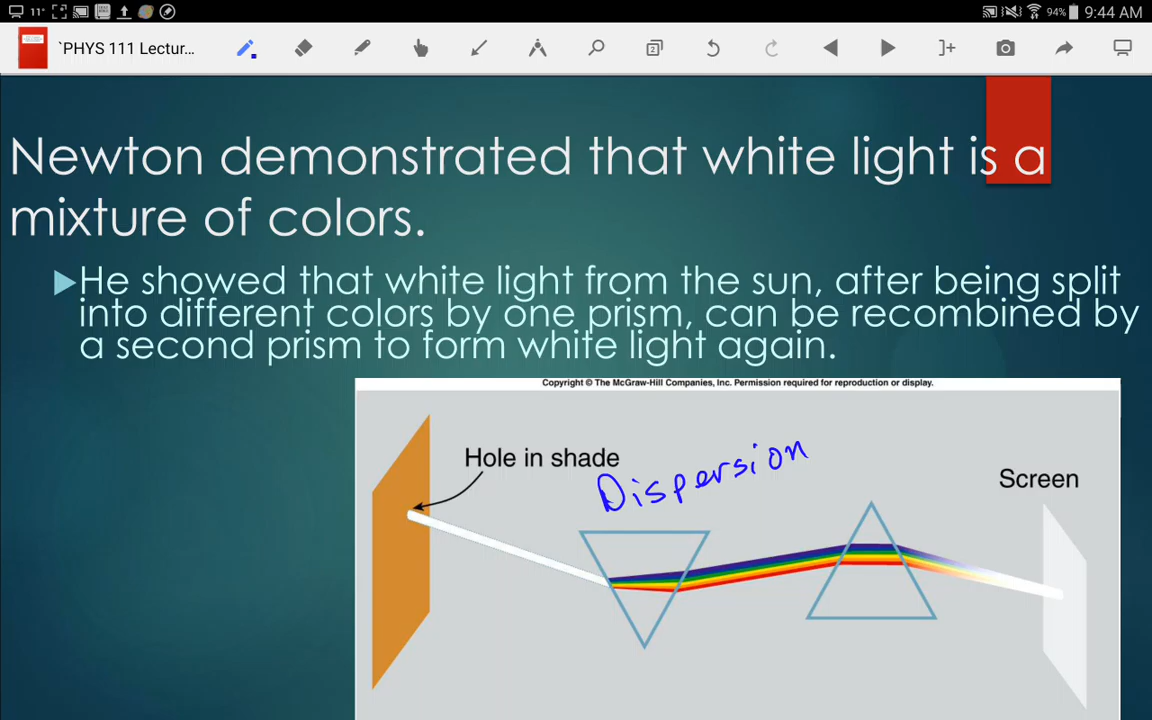 11°
94%
9:44 AM
`PHYS 111 Lectur...
2
Newton demonstrated that white light is a
mixture of colors.
He showed that white light from the sun, after being split
into different colors by one prism, can be recombined by
a second prism to form white light again.
Copyright © The McGraw-Hill Companies, Inc. Permission required for reproduction or display.
Hole in shade
Dispersion
Screen